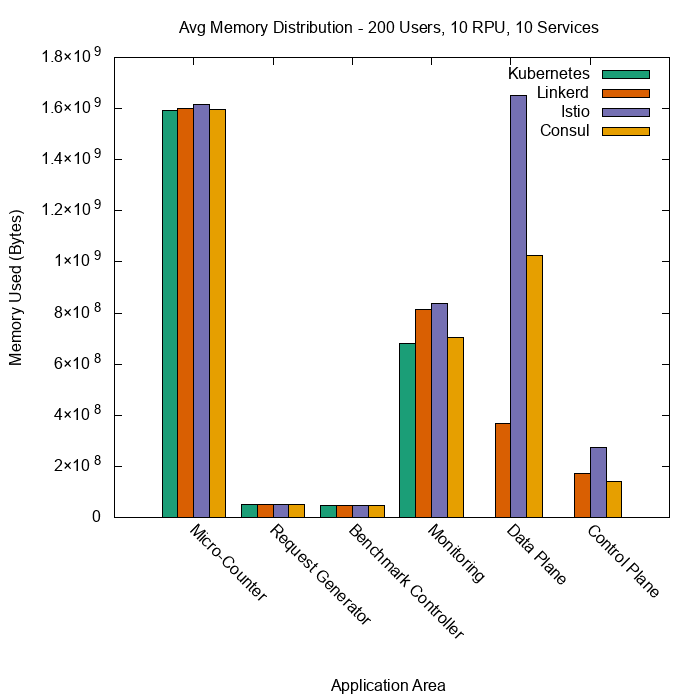 Avg Memory Distribution - 200 Users, 10 RPU, 10 Services
1.8×10⁹
1.6×10⁹
1.4×10⁹
1.2×10⁹
1×10⁹
8×10⁸
6×10⁸
4×10⁸
2×10⁸
0
Memory Used (Bytes)
Kubernetes
Linkerd
Istio
Consul
Micro-Counter
Request Generator
Benchmark Controller
Monitoring
Data Plane
Control Plane
Application Area